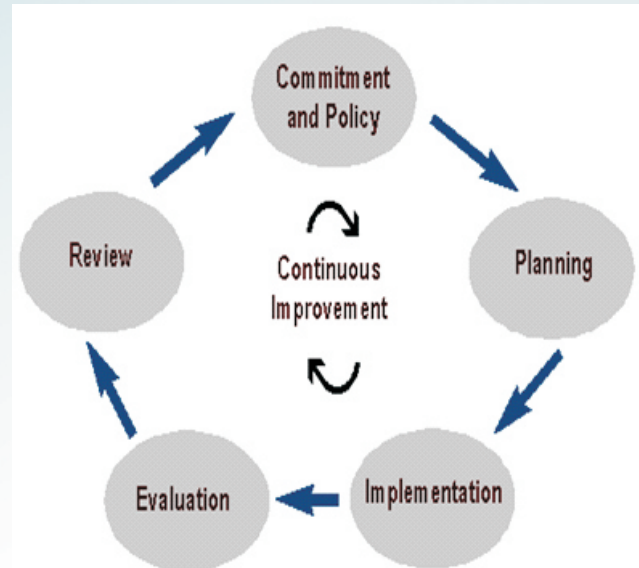 Commitment
and Policy
Planning
Implementation
Evaluation
Review
Continuous
Improvement